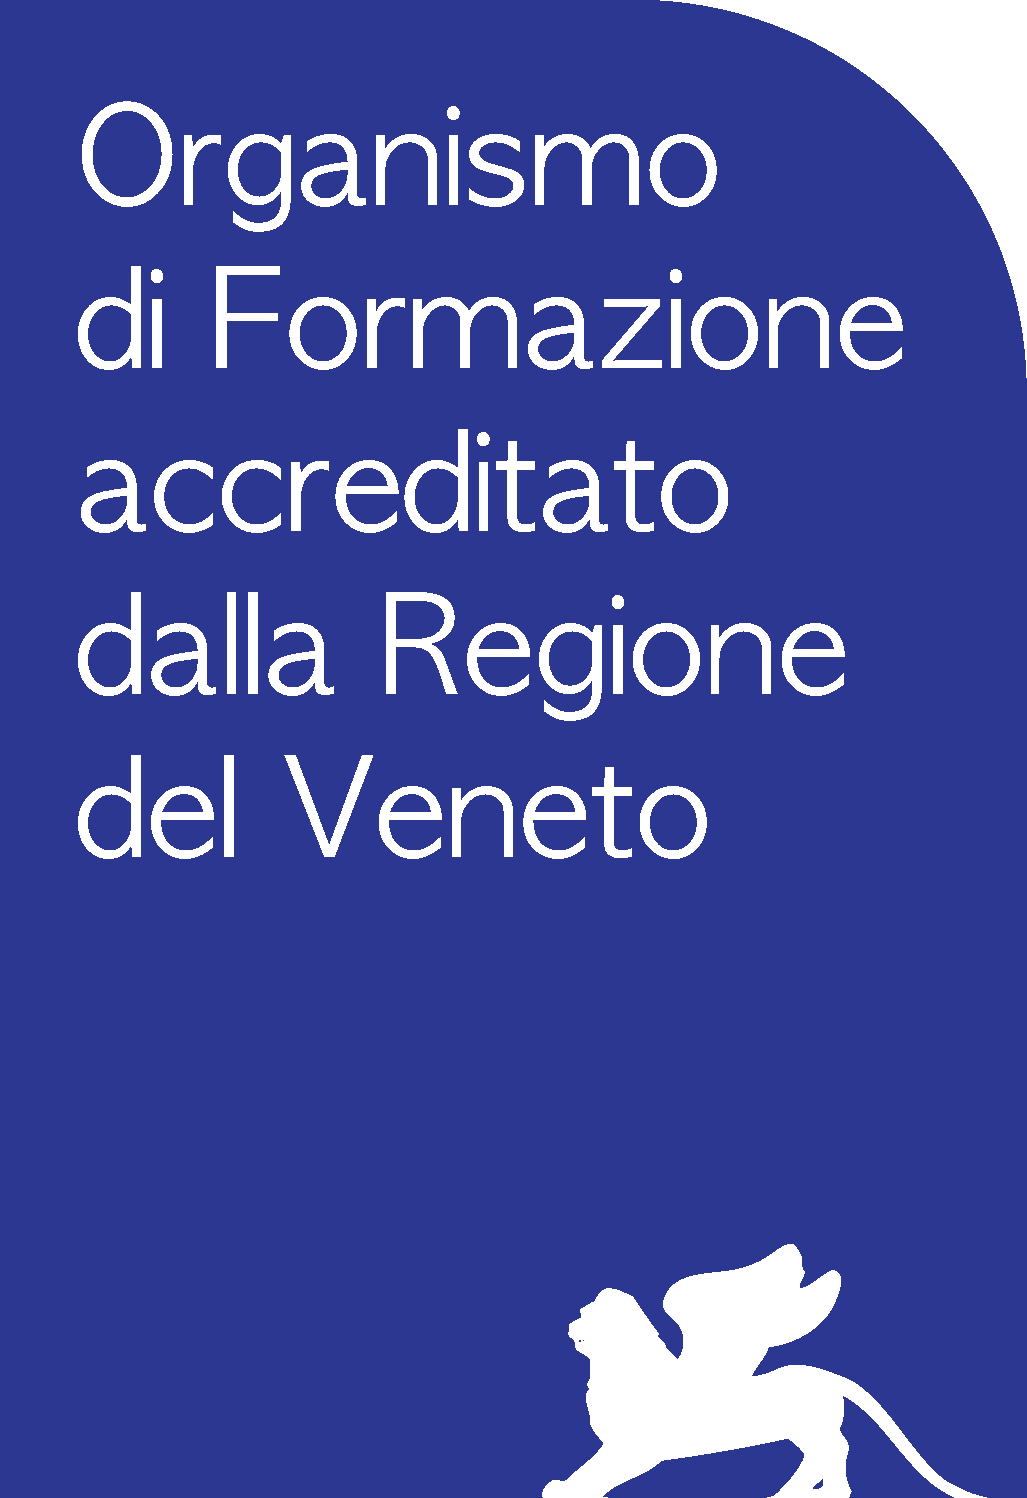 Organismo
di Formazione
accreditato
dalla Regione
del Veneto